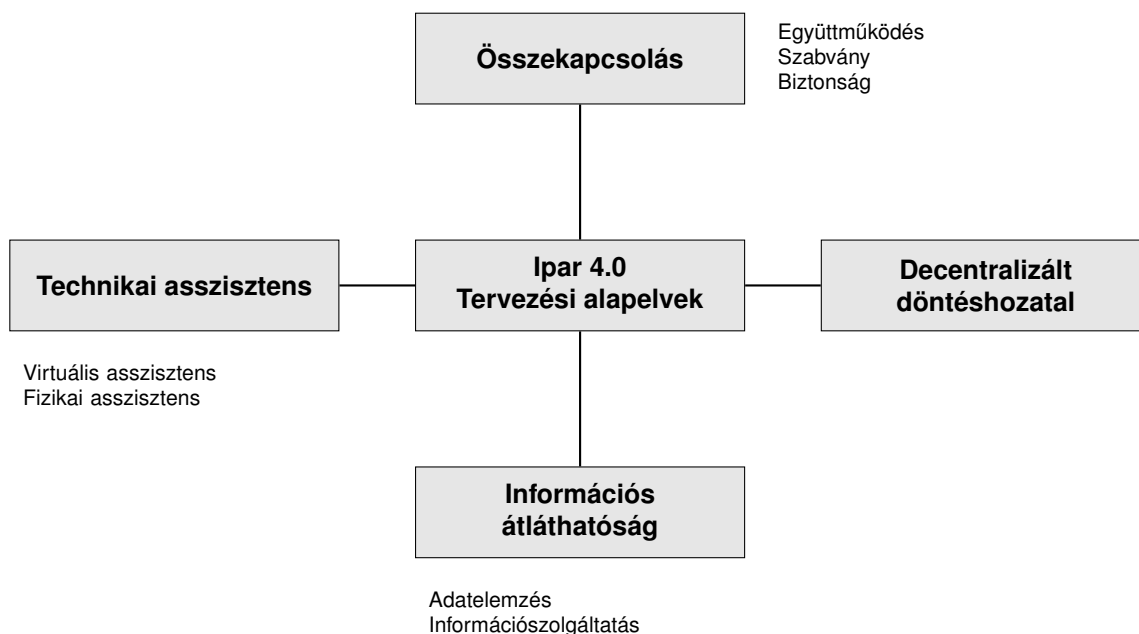 Összekapcsolás
Együttműködés
Szabvány
Biztonság
Technikai asszisztens
Ipar 4.0
Tervezési alapelvek
Decentralizált
döntéshozatal
Virtuális asszisztens
Fizikai asszisztens
Információs
átláthatóság
Adatelemzés
Információszolgáltatás